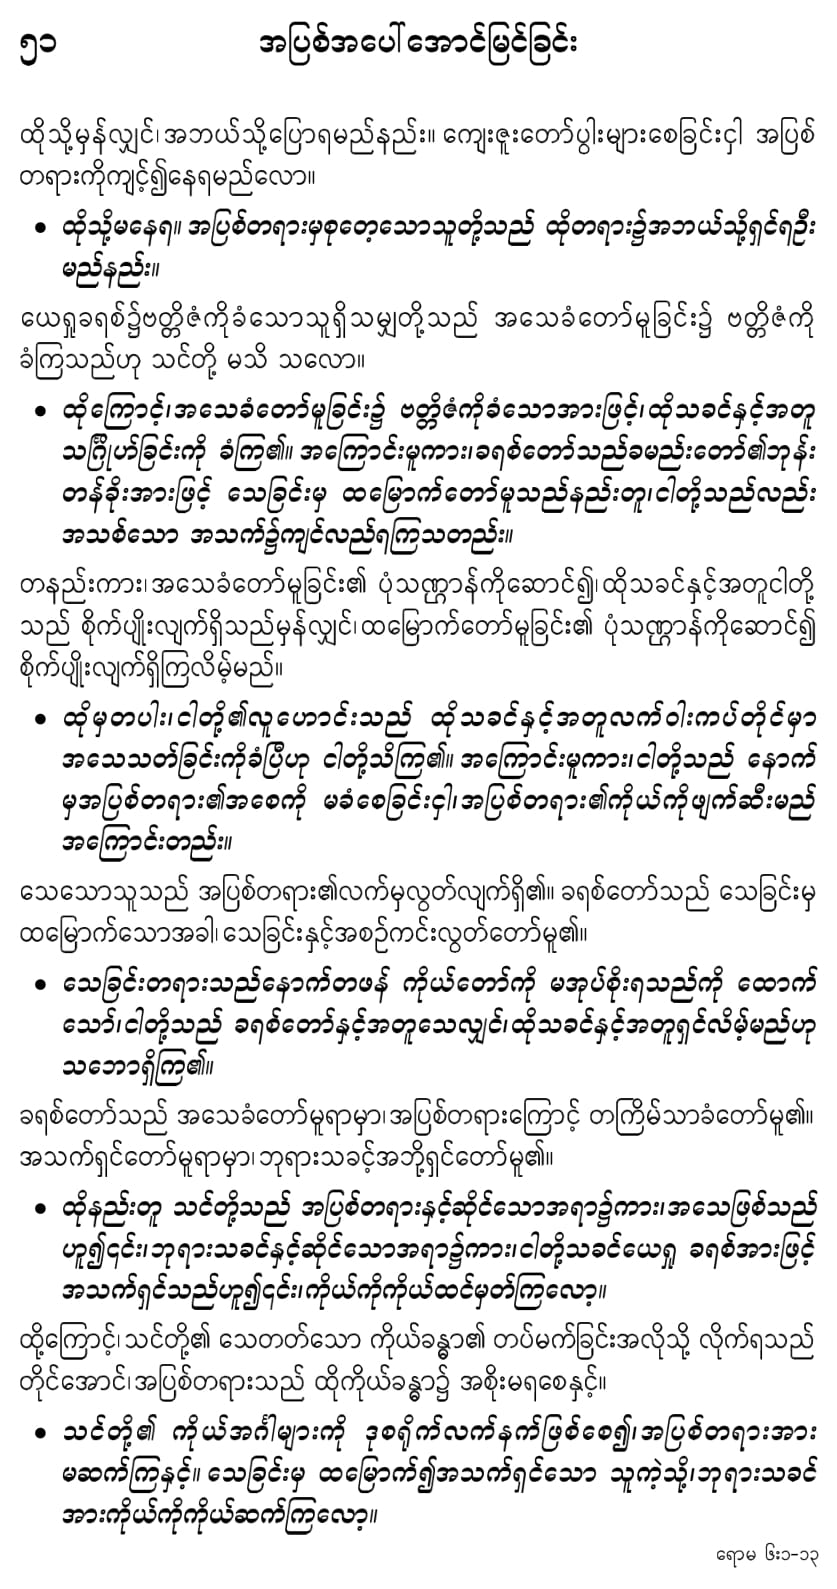 ၅၁ အပြစ်အပေါ်အောင်မြင်ခြင်း
ထိုသို့မှန်လျှင်၊အဘယ်သို့ပြောရမည်နည်း။ ကျေးဇူးတော်ပွါးများစေခြင်းငှါ အပြစ်
တရားကိုကျင့်၍နေရမည်လော။
• ထိုသို့မနေရ။ အပြစ်တရားမှစုတေ့သောသူတို့သည် ထိုတရား၌အဘယ်သို့ရှင်ရဦး
မည်နည်း။
ယေရှုခရစ်၌ဗတ္တိဇံကိုခံသောသူရှိသမျှတို့သည် အသေခံတော်မူခြင်း၌ ဗတ္တိဇံကို
ခံကြသည်ဟု သင်တို့ မသိ သလော။
• ထိုကြောင့်၊အသေခံတော်မူခြင်း၌ ဗတ္တိဇံကိုခံသောအားဖြင့်၊ထိုသခင်နှင့်အတူ
သင်္ဂြိုဟ်ခြင်းကို ခံကြ၏။ အကြောင်းမူကား၊ခရစ်တော်သည်ခမည်းတော်၏ဘုန်း
တန်ခိုးအားဖြင့် သေခြင်းမှ ထမြောက်တော်မူသည်နည်းတူ၊ငါတို့သည်လည်း
အသစ်သော အသက်၌ကျင်လည်ရကြသတည်း။
တနည်းကား၊အသေခံတော်မူခြင်း၏ ပုံသဏ္ဌာန်ကိုဆောင်၍၊ထိုသခင်နှင့်အတူငါတို့
သည် စိုက်ပျိုးလျက်ရှိသည်မှန်လျှင်၊ထမြောက်တော်မူခြင်း၏ ပုံသဏ္ဌာန်ကိုဆောင်၍
စိုက်ပျိုးလျက်ရှိကြလိမ့်မည်။
• ထိုမှတပါး၊ငါတို့၏လူဟောင်းသည် ထိုသခင်နှင့်အတူလက်ဝါးကပ်တိုင်မှာ
အသေသတ်ခြင်းကိုခံပြီဟု ငါတို့သိကြ၏။ အကြောင်းမူကား၊ငါတို့သည် နောက်
မှအပြစ်တရား၏အစေကို မခံစေခြင်းငှါ၊အပြစ်တရား၏ကိုယ်ကိုဖျက်ဆီးမည်
အကြောင်းတည်း။
သေသောသူသည် အပြစ်တရား၏လက်မှလွတ်လျက်ရှိ၏။ ခရစ်တော်သည် သေခြင်းမှ
ထမြောက်သောအခါ၊သေခြင်းနှင့်အစဉ်ကင်းလွတ်တော်မူ၏။
• သေခြင်းတရားသည်နောက်တဖန် ကိုယ်တော်ကို မအုပ်စိုးရသည်ကို ထောက်
သော်၊ငါတို့သည် ခရစ်တော်နှင့်အတူသေလျှင်၊ထိုသခင်နှင့်အတူရှင်လိမ့်မည်ဟု
သဘောရှိကြ၏။
ခရစ်တော်သည် အသေခံတော်မူရာမှာ၊အပြစ်တရားကြောင့် တကြိမ်သာခံတော်မူ၏။
အသက်ရှင်တော်မူရာမှာ၊ဘုရားသခင့်အဘို့ရှင်တော်မူ၏။
• ထိုနည်းတူ သင်တို့သည် အပြစ်တရားနှင့်ဆိုင်သောအရာ၌ကား၊အသေဖြစ်သည်
ဟူ၍၎င်း၊ဘုရားသခင်နှင့်ဆိုင်သောအရာ၌ကား၊ငါတို့သခင်ယေရှု ခရစ်အားဖြင့်
အသက်ရှင်သည်ဟူ၍၎င်း၊ကိုယ်ကိုကိုယ်ထင်မှတ်ကြလော့။
ထို့ကြောင့်၊သင်တို့၏ သေတတ်သော ကိုယ်ခန္ဓာ၏ တပ်မက်ခြင်းအလိုသို့ လိုက်ရသည်
တိုင်အောင်၊အပြစ်တရားသည် ထိုကိုယ်ခန္ဓာ၌ အစိုးမရစေနှင့်။
• သင်တို့၏ ကိုယ်အင်္ဂါများကို ဒုစရိုက်လက်နက်ဖြစ်စေ၍၊အပြစ်တရားအား
မဆက်ကြနှင့်။ သေခြင်းမှ ထမြောက်၍အသက်ရှင်သော သူကဲ့သို့၊ဘုရားသခင်
အားကိုယ်ကိုကိုယ်ဆက်ကြလော့။
ရောမ ၆း၁-၁၃